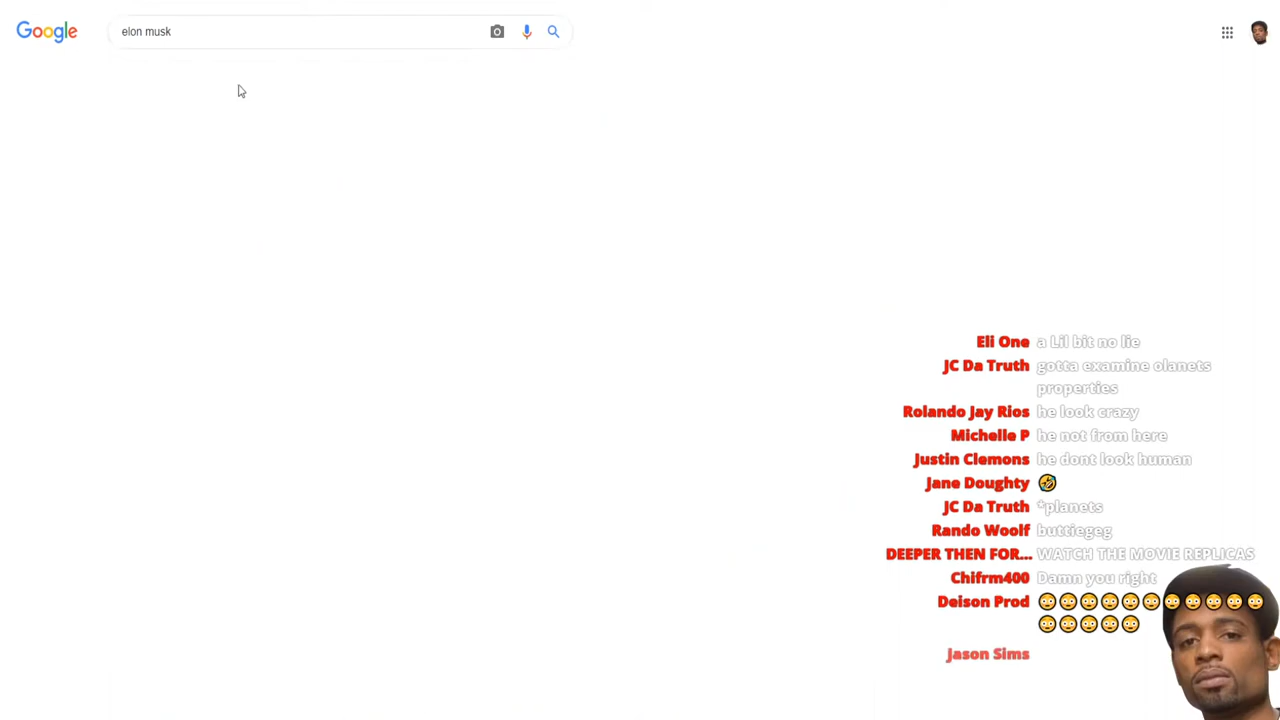 Google elon musk
Eli One a Lil bit no lie
JC Da Truth gotta examine olanets
properties
Rolando Jay Rios he look crazy
Michelle P he not from here
Justin Clemons he dont look human
Jane Doughty 🤣
JC Da Truth *planets
Rando Woolf buttiegeg
DEEPER THEN FOR... WATCH THE MOVIE REPLICAS
Chifrm400 Damn you right
Deison Prod 😳😳😳😳😳😳😳😳😳😳😳
😳😳😳😳😳
Jason Sims